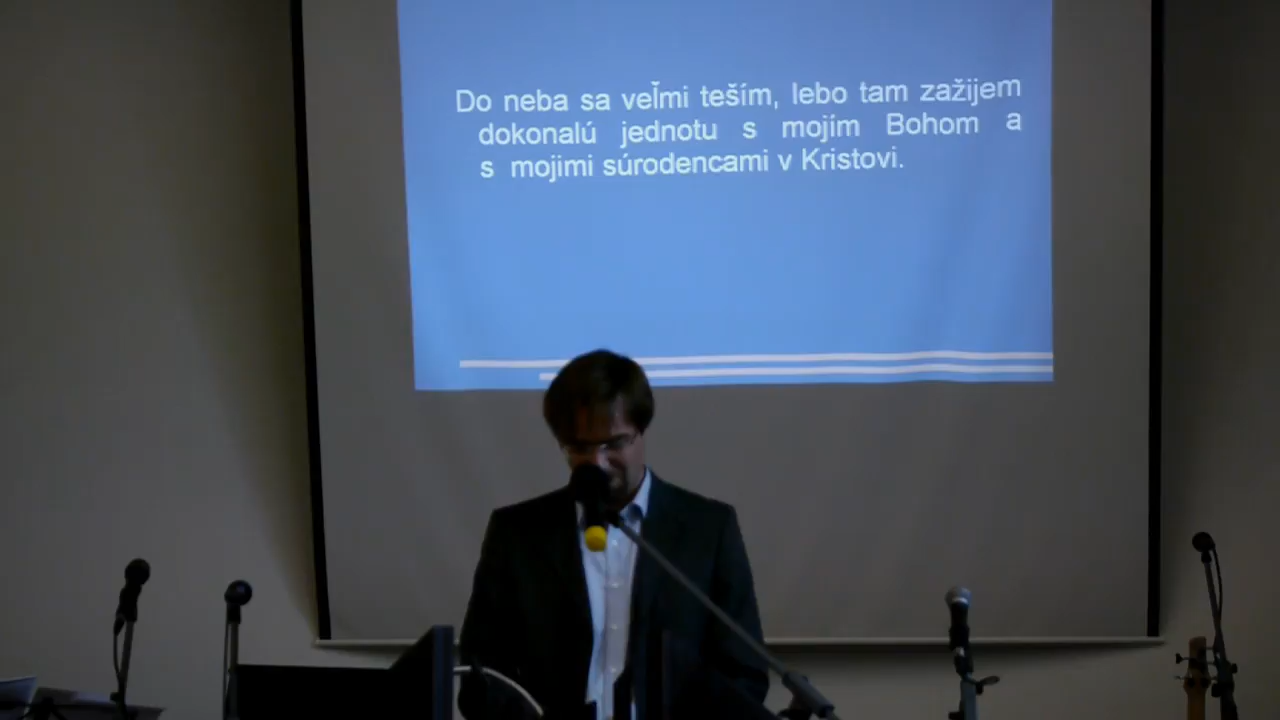 Do neba sa veľmi teším, lebo tam zažijem
dokonalú jednotu s mojím Bohom a
s mojimi súrodencami v Kristovi.